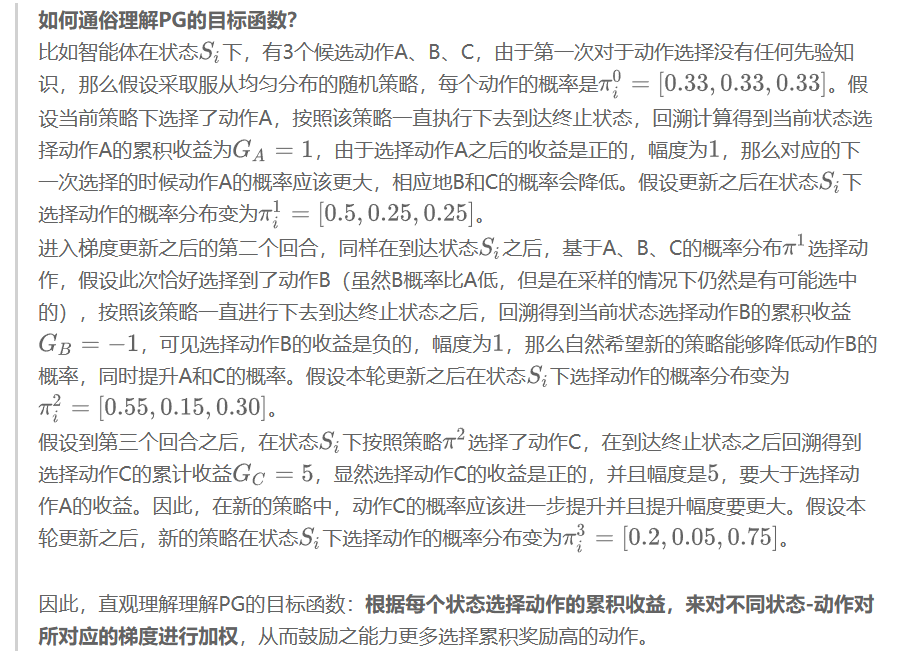 如何通俗理解PG的目标函数？
比如智能体在状态$S_i$下，有3个候选动作A、B、C，由于第一次对于动作选择没有任何先验知
识，那么假设采取服从均匀分布的随机策略，每个动作的概率是$\pi_i^0 = [0.33, 0.33, 0.33]$。假
设当前策略下选择了动作A，按照该策略一直执行下去到达终止状态，回溯计算得到当前状态选
择动作A的累积收益为$G_A = 1$，由于选择动作A之后的收益是正的，幅度为1，那么对应的下
一次选择的时候动作A的概率应该更大，相应地B和C的概率会降低。假设更新之后在状态$S_i$下
选择动作的概率分布变为$\pi_i^1 = [0.5, 0.25, 0.25]$。
进入梯度更新之后的第二个回合，同样在到达状态$S_i$之后，基于A、B、C的概率分布$\pi^1$选择动
作，假设此次恰好选择到了动作B（虽然B概率比A低，但是在采样的情况下仍然是有可能选中
的），按照该策略一直进行下去到达终止状态之后，回溯得到当前状态选择动作B的累积收益
$G_B = -1$，可见选择动作B的收益是负的，幅度为1，那么自然希望新的策略能够降低动作B的
概率，同时提升A和C的概率。假设本轮更新之后在状态$S_i$下选择动作的概率分布变为
$\pi_i^2 = [0.55, 0.15, 0.30]$。
假设到第三个回合之后，在状态$S_i$下按照策略$\pi^2$选择了动作C，在到达终止状态之后回溯得到
选择动作C的累计收益$G_C = 5$，显然选择动作C的收益是正的，并且幅度是5，要大于选择动
作A的收益。因此，在新的策略中，动作C的概率应该进一步提升并且提升幅度要更大。假设本
轮更新之后，新的策略在状态$S_i$下选择动作的概率分布变为$\pi_i^3 = [0.2, 0.05, 0.75]$。
因此，直观理解理解PG的目标函数：根据每个状态选择动作的累积收益，来对不同状态-动作对
所对应的梯度进行加权，从而鼓励之能力更多选择累积奖励高的动作。